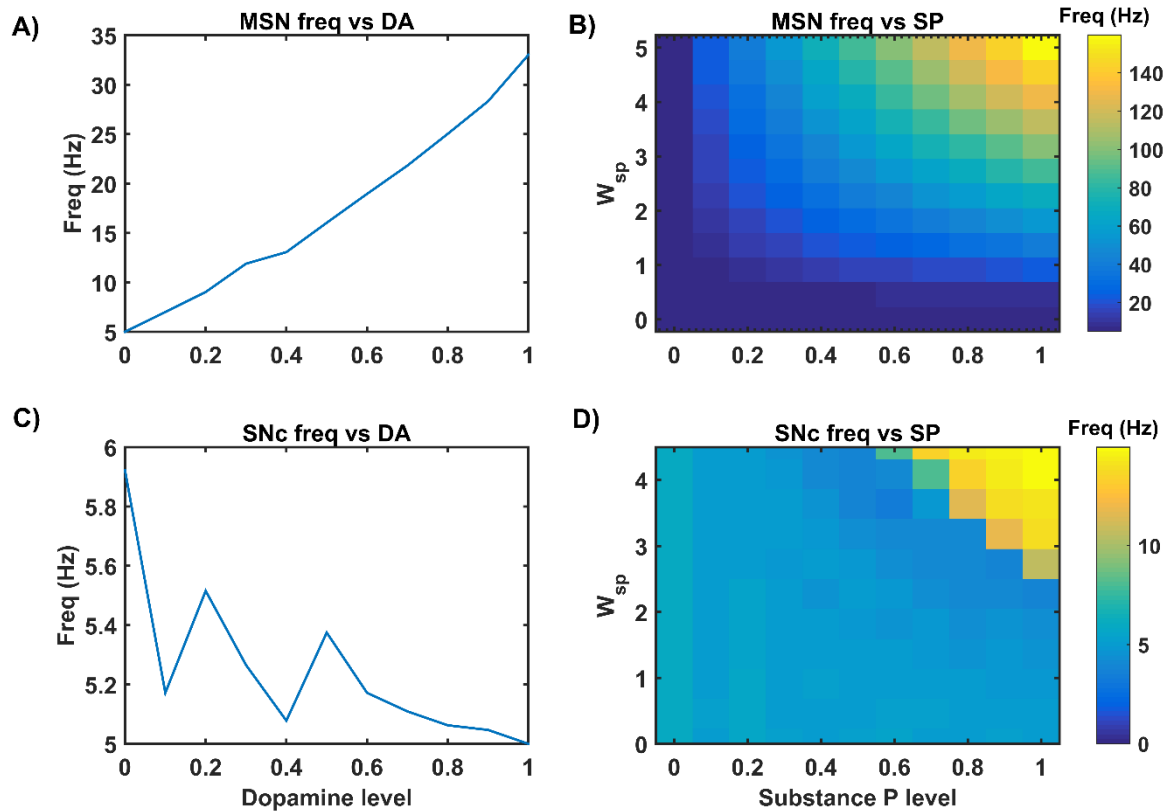 A)
MSN freq vs DA
35
30
25
20
15
10
5
Freq (Hz)
0 0.2 0.4 0.6 0.8 1
B)
MSN freq vs SP
Freq (Hz)
5
4
3
2
1
0
W_sp
0 0.2 0.4 0.6 0.8 1
140
120
100
80
60
40
20
C)
SNc freq vs DA
6
5.8
5.6
5.4
5.2
5
Freq (Hz)
0 0.2 0.4 0.6 0.8 1
Dopamine level
D)
SNc freq vs SP
Freq (Hz)
4
3
2
1
0
W_sp
0 0.2 0.4 0.6 0.8 1
Substance P level
10
5
0